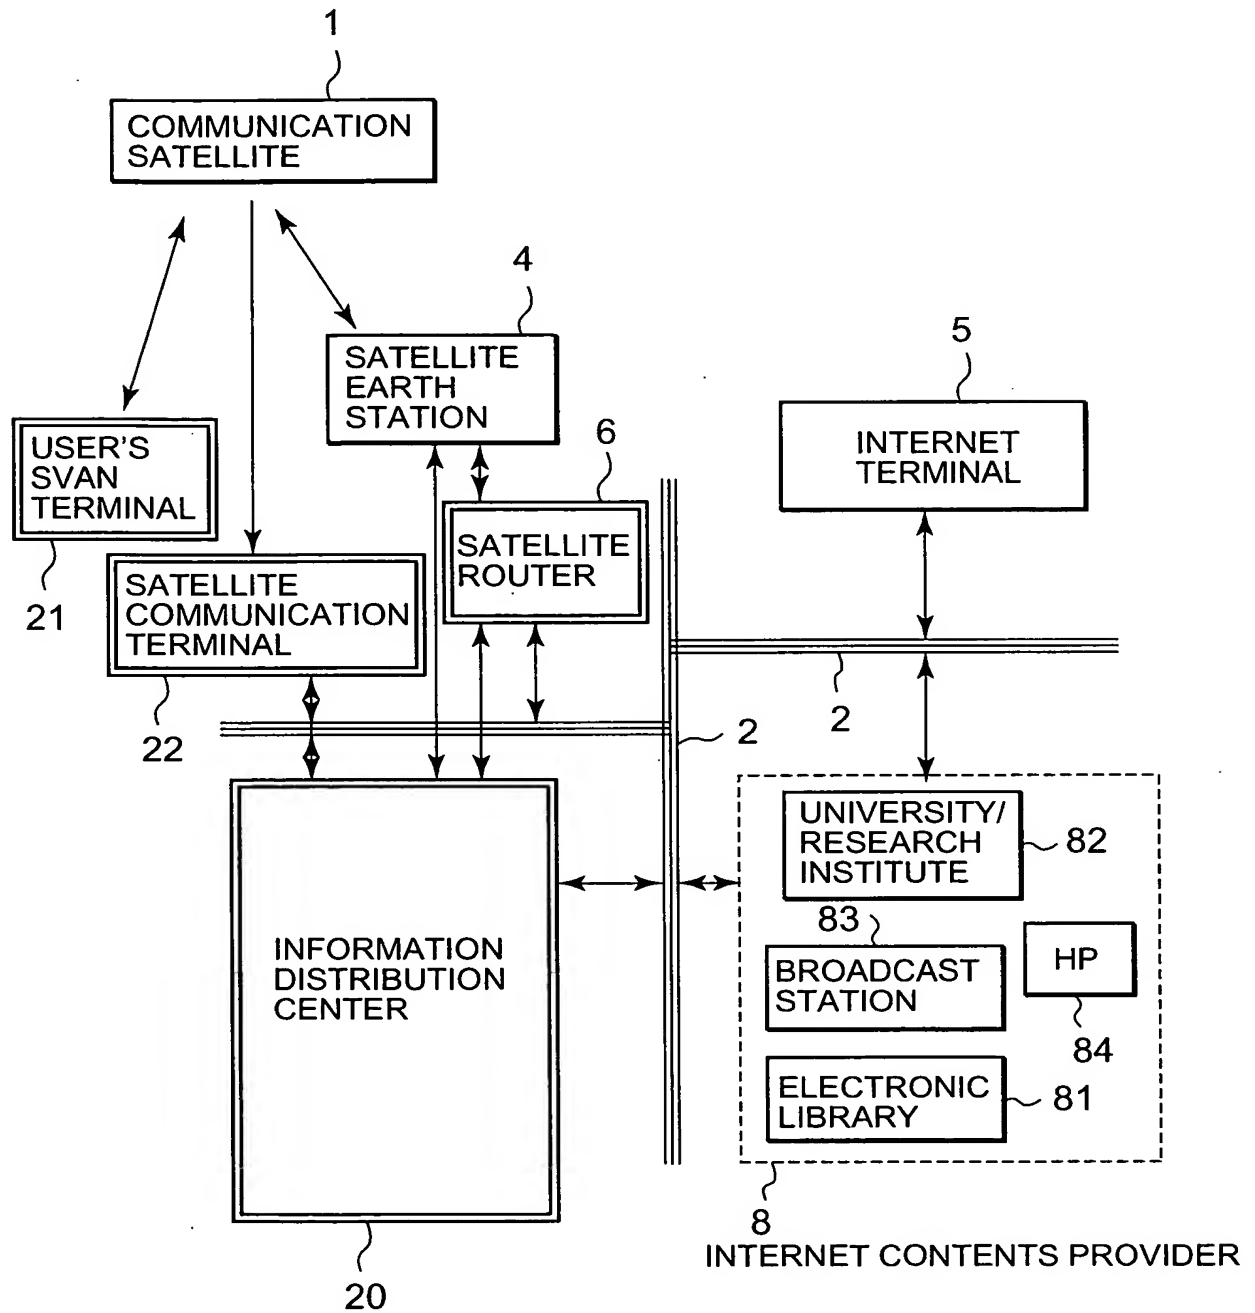 1
COMMUNICATION
SATELLITE
4
SATELLITE
EARTH
STATION
5
INTERNET
TERMINAL
USER'S
SVAN
TERMINAL
21
6
SATELLITE
ROUTER
SATELLITE
COMMUNICATION
TERMINAL
22
2
2
INFORMATION
DISTRIBUTION
CENTER
20
UNIVERSITY/
RESEARCH
INSTITUTE
82
83
BROADCAST
STATION
HP
84
ELECTRONIC
LIBRARY
81
8
INTERNET CONTENTS PROVIDER